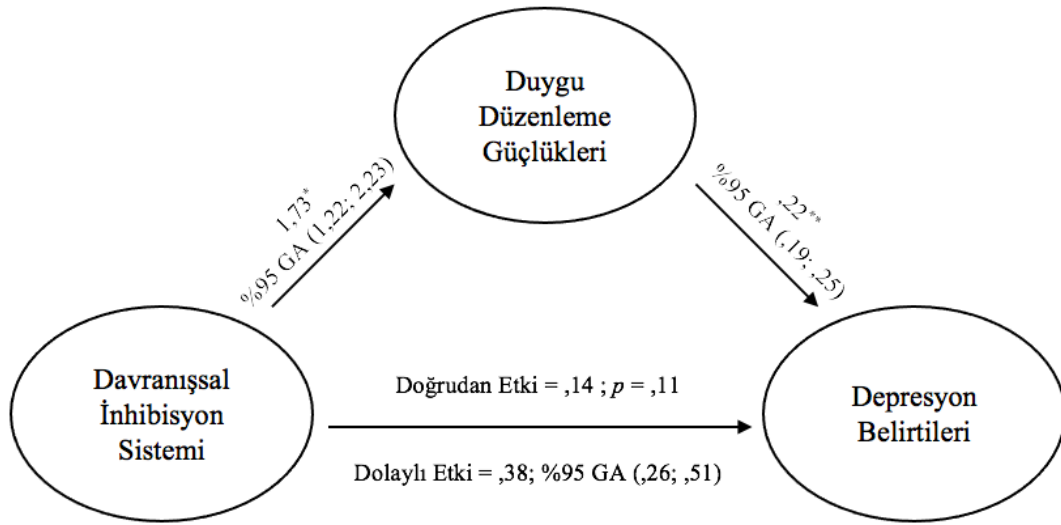 Duygu
Düzenleme
Güçlükleri
1,73*
%95 GA (1,22; 2,23)
,22**
%95 GA (,19; ,25)
Davranışsal
İnhibisyon
Sistemi
Doğrudan Etki = ,14 ; p = ,11
Dolaylı Etki = ,38; %95 GA (,26; ,51)
Depresyon
Belirtileri